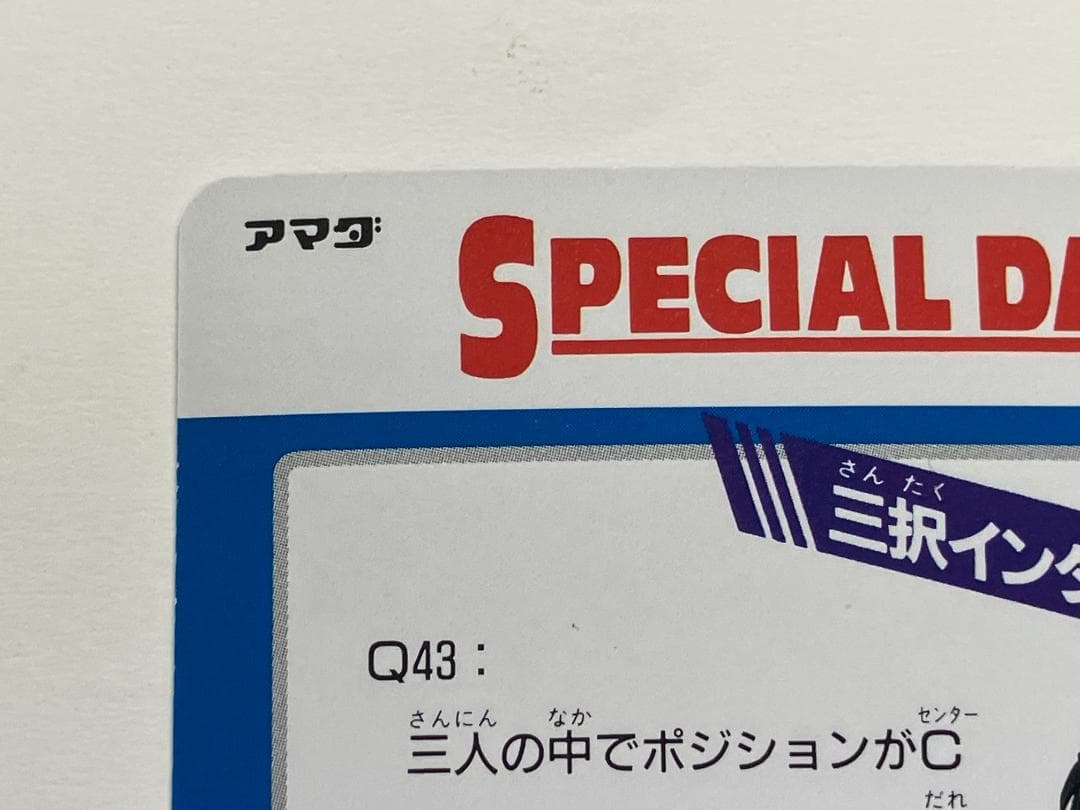 アマダ
SPECIAL DA
さん たく
三択インタ
Q43：
さんにん なか センター
三人の中でポジションがC
だれ